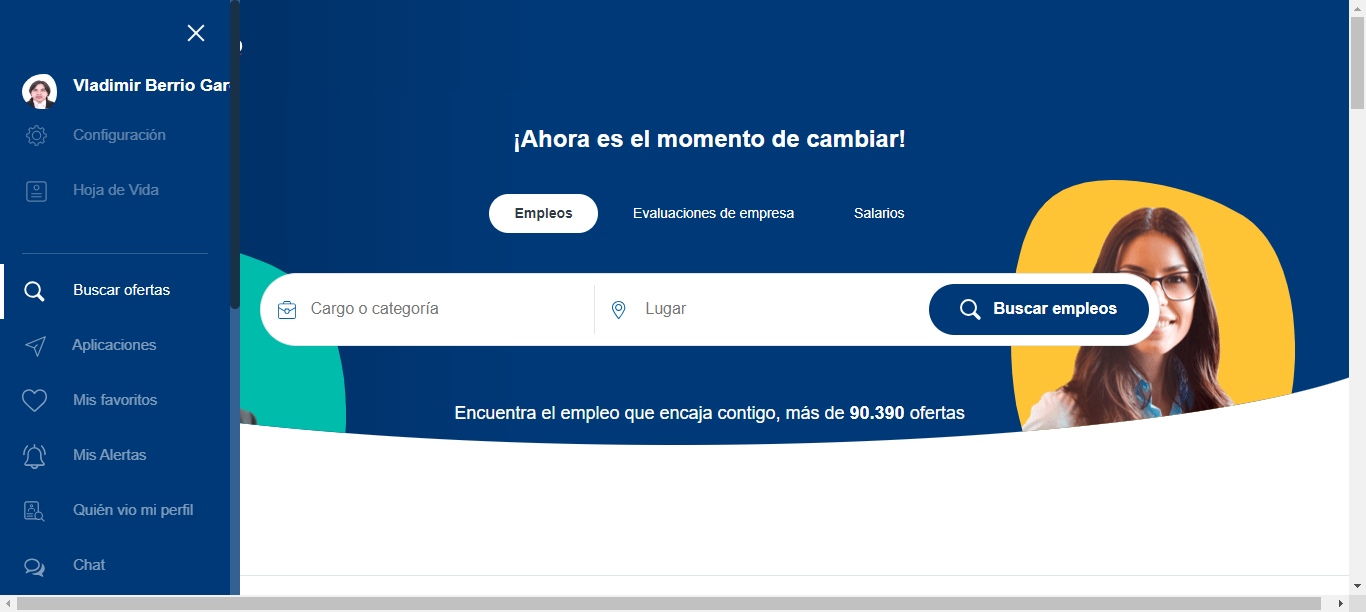 Vladimir Berrio Gar
Configuración
Hoja de Vida
Buscar ofertas
Aplicaciones
Mis favoritos
Mis Alertas
Quién vio mi perfil
Chat
¡Ahora es el momento de cambiar!
Empleos Evaluaciones de empresa Salarios
Cargo o categoría Lugar Buscar empleos
Encuentra el empleo que encaja contigo, más de 90.390 ofertas